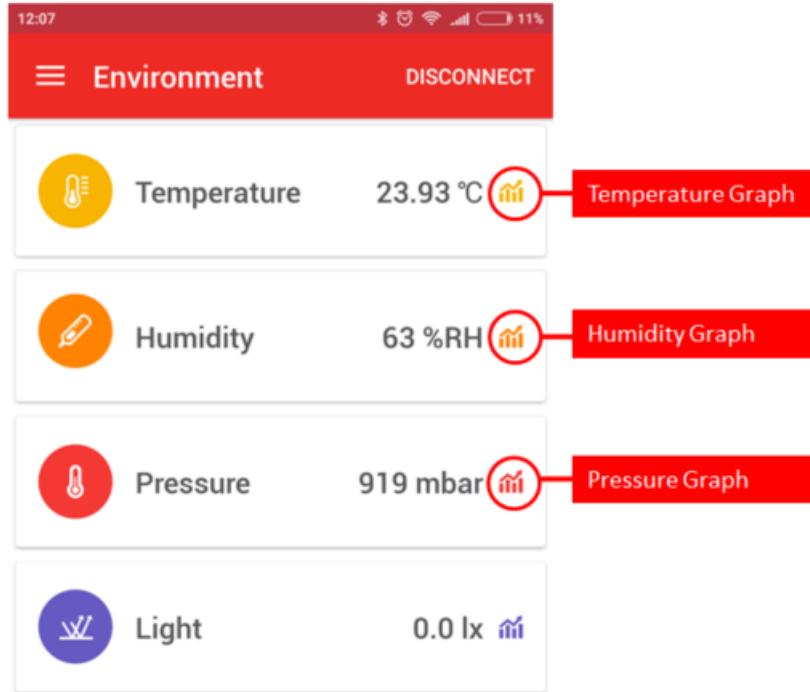 12:07 11%
Environment DISCONNECT
Temperature 23.93 ℃ Temperature Graph
Humidity 63 %RH Humidity Graph
Pressure 919 mbar Pressure Graph
Light 0.0 lx